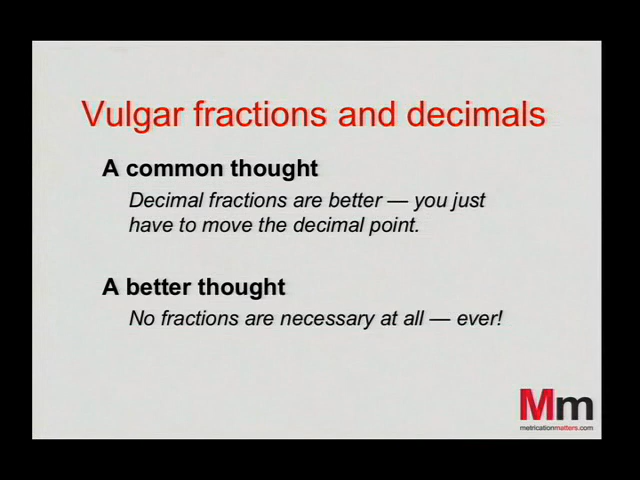 Vulgar fractions and decimals
A common thought
Decimal fractions are better — you just
have to move the decimal point.
A better thought
No fractions are necessary at all — ever!
Mm
metricationmatters.com